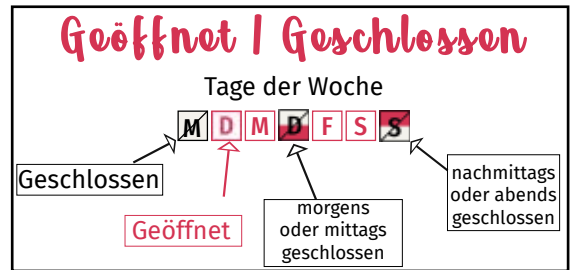 Geöffnet | Geschlossen
Tage der Woche
M D M D F S S
Geschlossen
Geöffnet
morgens
oder mittags
geschlossen
nachmittags
oder abends
geschlossen